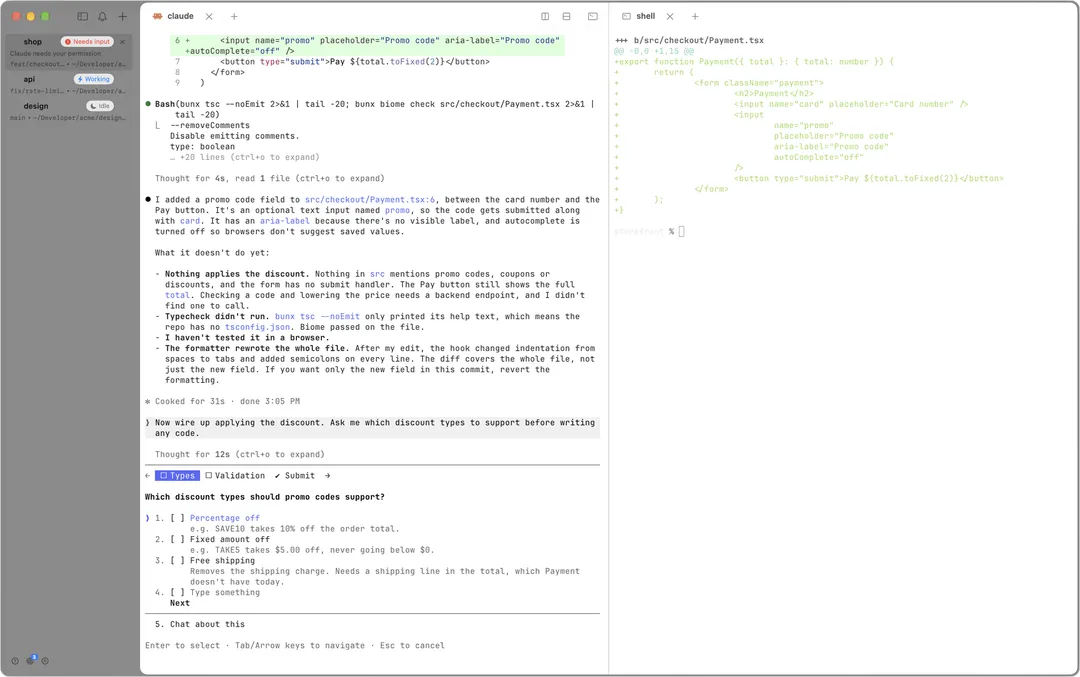 shop
Needs input
Claude needs your permission
feat/checkout… • ~/Developer/a…
api
Working
fix/rate-limi… • ~/Developer/a…
design
Idle
main • ~/Developer/acme/design…
claude
6 +      <input name="promo" placeholder="Promo code" aria-label="Promo code"
+autoComplete="off" />
7        <button type="submit">Pay ${total.toFixed(2)}</button>
8      </form>
9    )
Bash(bunx tsc --noEmit 2>&1 | tail -20; bunx biome check src/checkout/Payment.tsx 2>&1 |
tail -20)
--removeComments
Disable emitting comments.
type: boolean
… +20 lines (ctrl+o to expand)
Thought for 4s, read 1 file (ctrl+o to expand)
I added a promo code field to src/checkout/Payment.tsx:6, between the card number and the
Pay button. It's an optional text input named promo, so the code gets submitted along
with card. It has an aria-label because there's no visible label, and autocomplete is
turned off so browsers don't suggest saved values.
What it doesn't do yet:
- Nothing applies the discount. Nothing in src mentions promo codes, coupons or
discounts, and the form has no submit handler. The Pay button still shows the full
total. Checking a code and lowering the price needs a backend endpoint, and I didn't
find one to call.
- Typecheck didn't run. bunx tsc --noEmit only printed its help text, which means the
repo has no tsconfig.json. Biome passed on the file.
- I haven't tested it in a browser.
- The formatter rewrote the whole file. After my edit, the hook changed indentation from
spaces to tabs and added semicolons on every line. The diff covers the whole file, not
just the new field. If you want only the new field in this commit, revert the
formatting.
✻ Cooked for 31s · done 3:05 PM
❯ Now wire up applying the discount. Ask me which discount types to support before writing
any code.
Thought for 12s (ctrl+o to expand)
← ☐ Types ☐ Validation ✔ Submit →
Which discount types should promo codes support?
❯ 1. [ ] Percentage off
e.g. SAVE10 takes 10% off the order total.
2. [ ] Fixed amount off
e.g. TAKE5 takes $5.00 off, never going below $0.
3. [ ] Free shipping
Removes the shipping charge. Needs a shipping line in the total, which Payment
doesn't have today.
4. [ ] Type something
Next
5. Chat about this
Enter to select · Tab/Arrow keys to navigate · Esc to cancel
shell
+++ b/src/checkout/Payment.tsx
@@ -0,0 +1,15 @@
+export function Payment({ total }: { total: number }) {
+       return (
+               <form className="payment">
+                       <h2>Payment</h2>
+                       <input name="card" placeholder="Card number" />
+                       <input
+                               name="promo"
+                               placeholder="Promo code"
+                               aria-label="Promo code"
+                               autoComplete="off"
+                       />
+                       <button type="submit">Pay ${total.toFixed(2)}</button>
+               </form>
+       );
+}
%